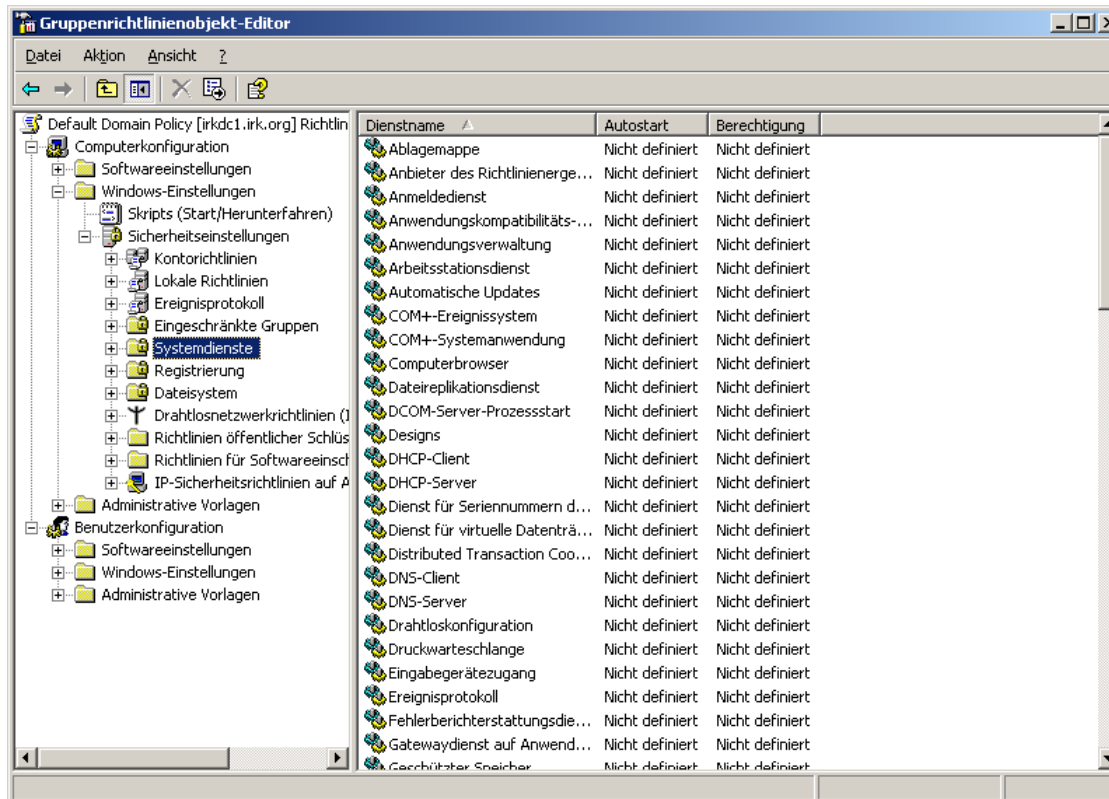 Gruppenrichtlinienobjekt-Editor
Datei Aktion Ansicht ?
Default Domain Policy [irkdc1.irk.org] Richtlin
Computerkonfiguration
Softwareeinstellungen
Windows-Einstellungen
Skripts (Start/Herunterfahren)
Sicherheitseinstellungen
Kontorichtlinien
Lokale Richtlinien
Ereignisprotokoll
Eingeschränkte Gruppen
Systemdienste
Registrierung
Dateisystem
Drahtlosnetzwerkrichtlinien (I
Richtlinien öffentlicher Schlüs
Richtlinien für Softwareeinsch
IP-Sicherheitsrichtlinien auf A
Administrative Vorlagen
Benutzerkonfiguration
Softwareeinstellungen
Windows-Einstellungen
Administrative Vorlagen
Dienstname Autostart Berechtigung
Ablagemappe Nicht definiert Nicht definiert
Anbieter des Richtlinienerge... Nicht definiert Nicht definiert
Anmeldedienst Nicht definiert Nicht definiert
Anwendungskompatibilitäts-... Nicht definiert Nicht definiert
Anwendungsverwaltung Nicht definiert Nicht definiert
Arbeitsstationsdienst Nicht definiert Nicht definiert
Automatische Updates Nicht definiert Nicht definiert
COM+-Ereignissystem Nicht definiert Nicht definiert
COM+-Systemanwendung Nicht definiert Nicht definiert
Computerbrowser Nicht definiert Nicht definiert
Dateireplikationsdienst Nicht definiert Nicht definiert
DCOM-Server-Prozessstart Nicht definiert Nicht definiert
Designs Nicht definiert Nicht definiert
DHCP-Client Nicht definiert Nicht definiert
DHCP-Server Nicht definiert Nicht definiert
Dienst für Seriennummern d... Nicht definiert Nicht definiert
Dienst für virtuelle Datenträ... Nicht definiert Nicht definiert
Distributed Transaction Coo... Nicht definiert Nicht definiert
DNS-Client Nicht definiert Nicht definiert
DNS-Server Nicht definiert Nicht definiert
Drahtloskonfiguration Nicht definiert Nicht definiert
Druckwarteschlange Nicht definiert Nicht definiert
Eingabegerätezugang Nicht definiert Nicht definiert
Ereignisprotokoll Nicht definiert Nicht definiert
Fehlerberichterstattungsdie... Nicht definiert Nicht definiert
Gatewaydienst auf Anwend... Nicht definiert Nicht definiert
Geschützter Speicher Nicht definiert Nicht definiert